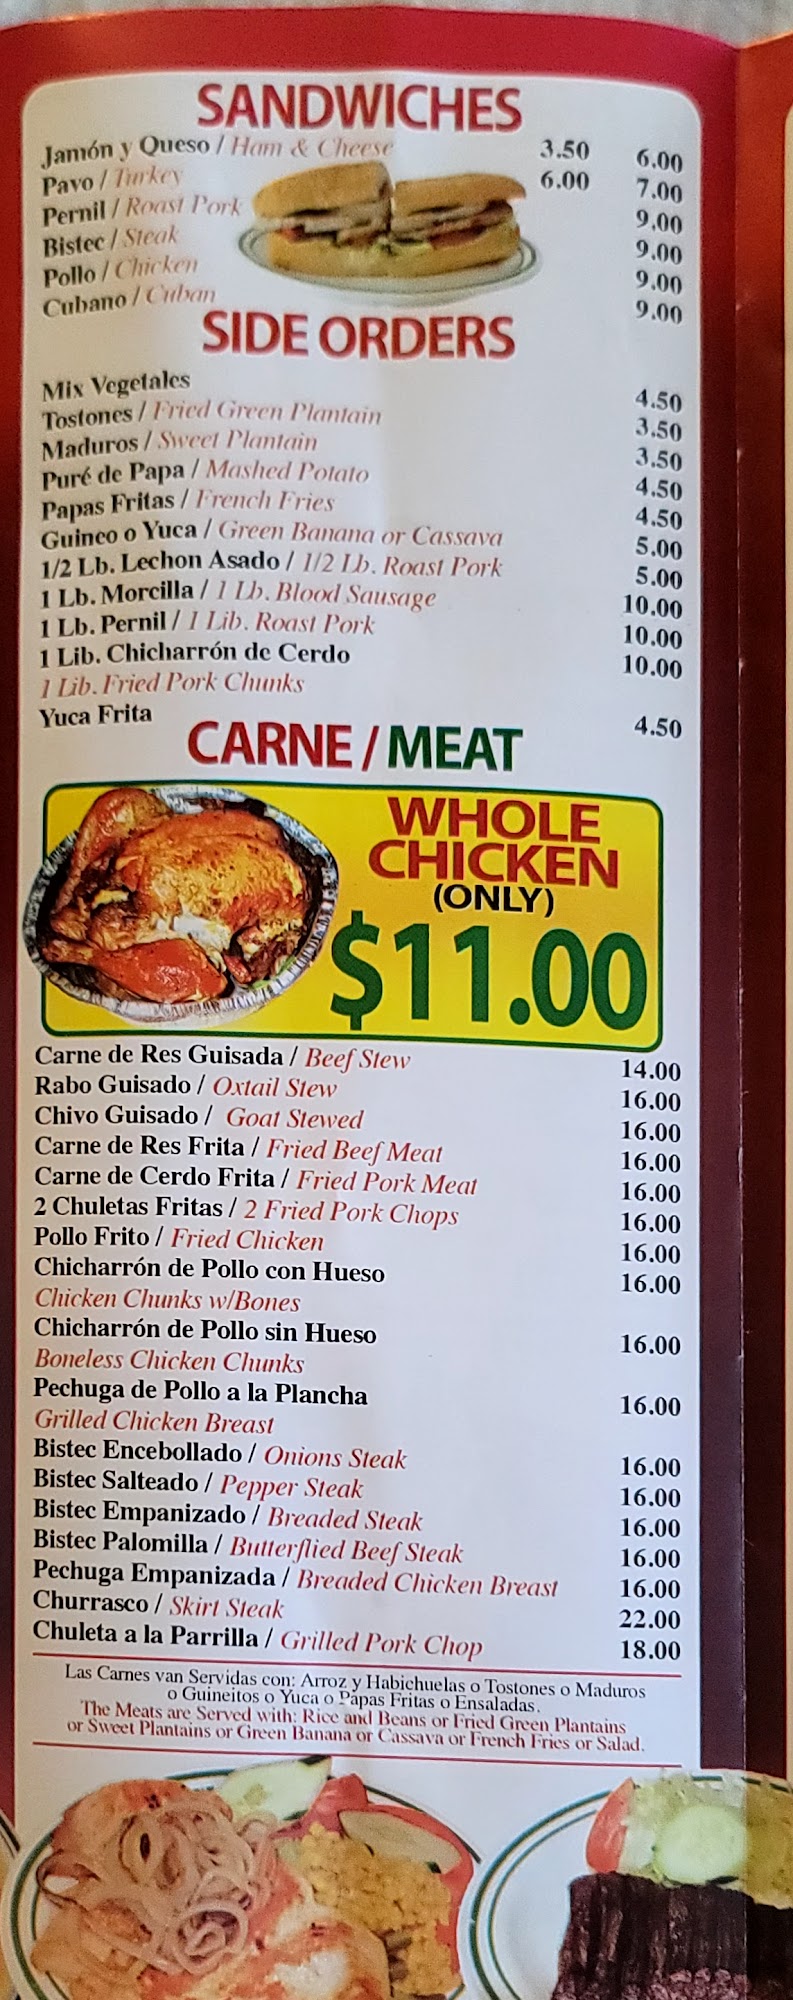 SANDWICHES
Jamón y Queso / Ham & Cheese 3.50 6.00
Pavo / Turkey 6.00 7.00
Pernil / Roast Pork 9.00
Bistec / Steak 9.00
Pollo / Chicken 9.00
Cubano / Cuban 9.00
SIDE ORDERS
Mix Vegetales 4.50
Tostones / Fried Green Plantain 3.50
Maduros / Sweet Plantain 3.50
Puré de Papa / Mashed Potato 4.50
Papas Fritas / French Fries 4.50
Guineo o Yuca / Green Banana or Cassava 5.00
1/2 Lb. Lechon Asado / 1/2 Lb. Roast Pork 5.00
1 Lb. Morcilla / 1 Lb. Blood Sausage 10.00
1 Lb. Pernil / 1 Lib. Roast Pork 10.00
1 Lib. Chicharrón de Cerdo 10.00
1 Lib. Fried Pork Chunks
Yuca Frita 4.50
CARNE / MEAT
WHOLE
CHICKEN
(ONLY)
$11.00
Carne de Res Guisada / Beef Stew 14.00
Rabo Guisado / Oxtail Stew 16.00
Chivo Guisado / Goat Stewed 16.00
Carne de Res Frita / Fried Beef Meat 16.00
Carne de Cerdo Frita / Fried Pork Meat 16.00
2 Chuletas Fritas / 2 Fried Pork Chops 16.00
Pollo Frito / Fried Chicken 16.00
Chicharrón de Pollo con Hueso 16.00
Chicken Chunks w/Bones
Chicharrón de Pollo sin Hueso 16.00
Boneless Chicken Chunks
Pechuga de Pollo a la Plancha 16.00
Grilled Chicken Breast
Bistec Encebollado / Onions Steak 16.00
Bistec Salteado / Pepper Steak 16.00
Bistec Empanizado / Breaded Steak 16.00
Bistec Palomilla / Butterflied Beef Steak 16.00
Pechuga Empanizada / Breaded Chicken Breast 16.00
Churrasco / Skirt Steak 22.00
Chuleta a la Parrilla / Grilled Pork Chop 18.00
Las Carnes van Servidas con: Arroz y Habichuelas o Tostones o Maduros
o Guineitos o Yuca o Papas Fritas o Ensaladas.
The Meats are Served with: Rice and Beans or Fried Green Plantains
or Sweet Plantains or Green Banana or Cassava or French Fries or Salad.